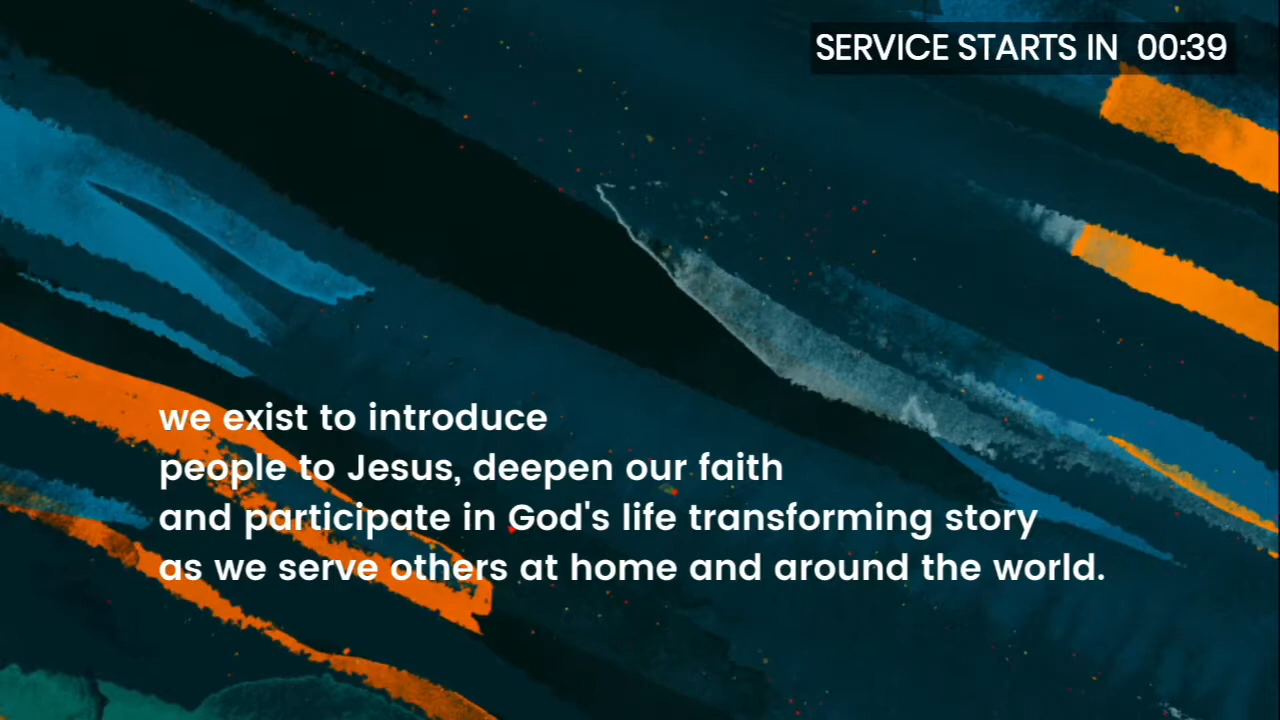 SERVICE STARTS IN 00:39
we exist to introduce
people to Jesus, deepen our faith
and participate in God's life transforming story
as we serve others at home and around the world.